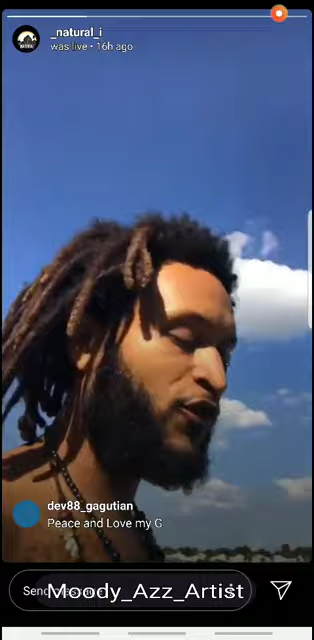 _natural_i
was live • 16h ago
dev88_gagutian
Peace and Love my G
Moody_Azz_Artist